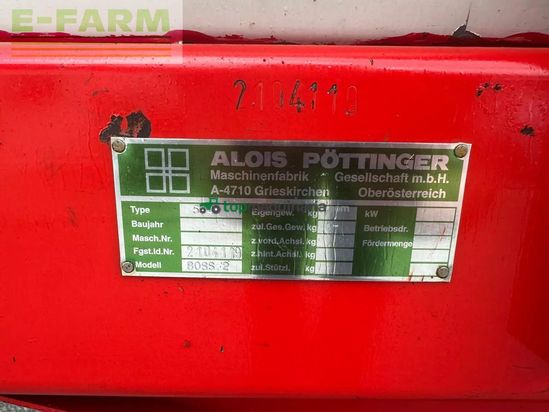 E-FARM
2104119
ALOIS PÖTTINGER
Maschinenfabrik Gesellschaft m.b.H.
A-4710 Grieskirchen Oberösterreich
Type Eigengew. kg kW
Baujahr zul.Ges.Gew. kg Betriebsdr.
Masch.Nr. z.vord.Achsl. kg Fördermenge
Fgst.Id.Nr. 2104119 z.hint.Achsl. kg
Modell BOSS 2 zul.Stützl. kg